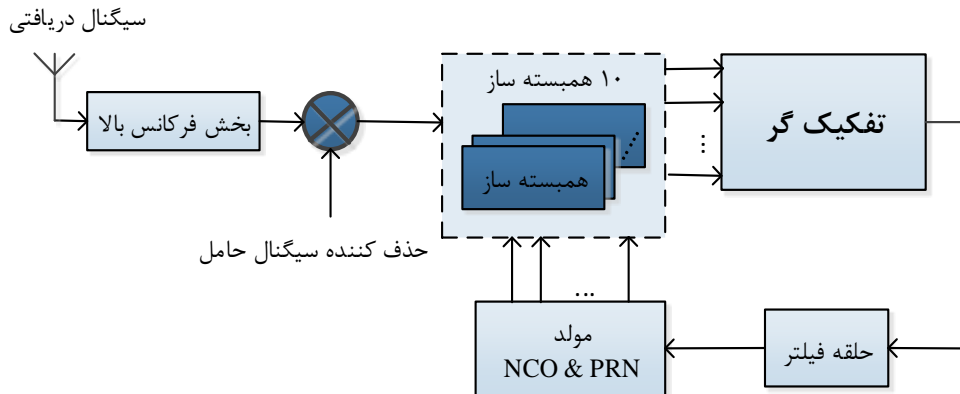 سیگنال دریافتی
بخش فرکانس بالا
حذف کننده سیگنال حامل
۱۰ همبسته ساز
همبسته ساز
تفکیک گر
...
...
مولد
NCO & PRN
حلقه فیلتر